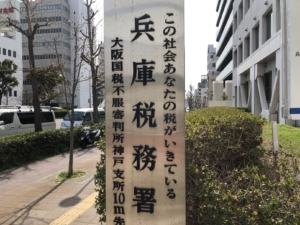 この社会あなたの税がいきている
兵庫税務署
大阪国税不服審判所神戸支所10m先